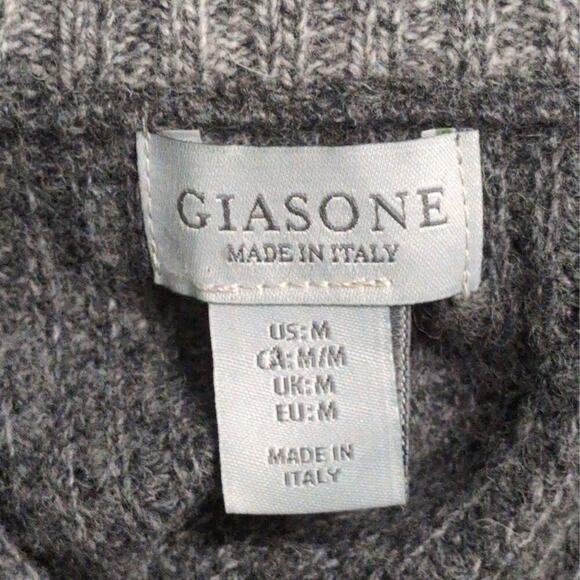 GIASONE
MADE IN ITALY
US: M
CA: M/M
UK: M
EU: M
MADE IN
ITALY